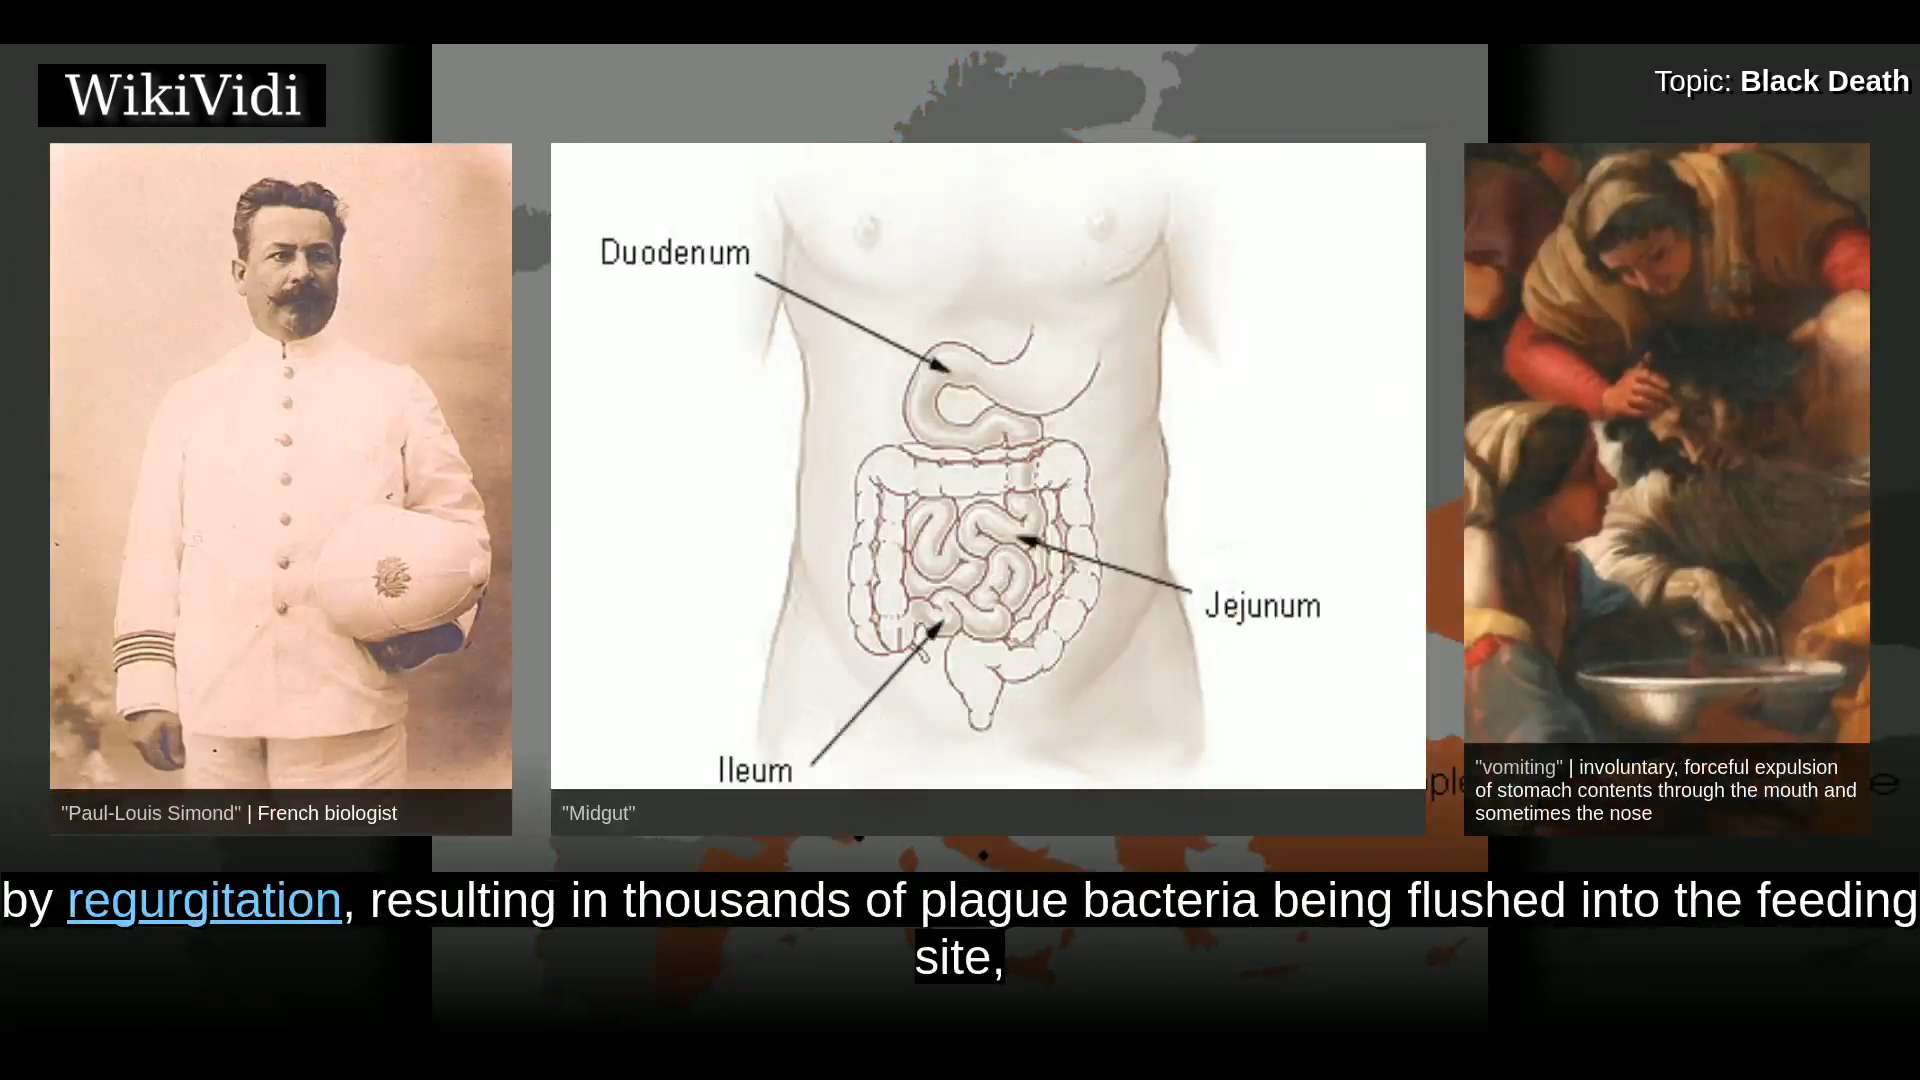 WikiVidi
Topic: Black Death
Duodenum
Jejunum
Ileum
"Paul-Louis Simond" | French biologist
"Midgut"
"vomiting" | involuntary, forceful expulsion
of stomach contents through the mouth and
sometimes the nose
by regurgitation, resulting in thousands of plague bacteria being flushed into the feeding
site,